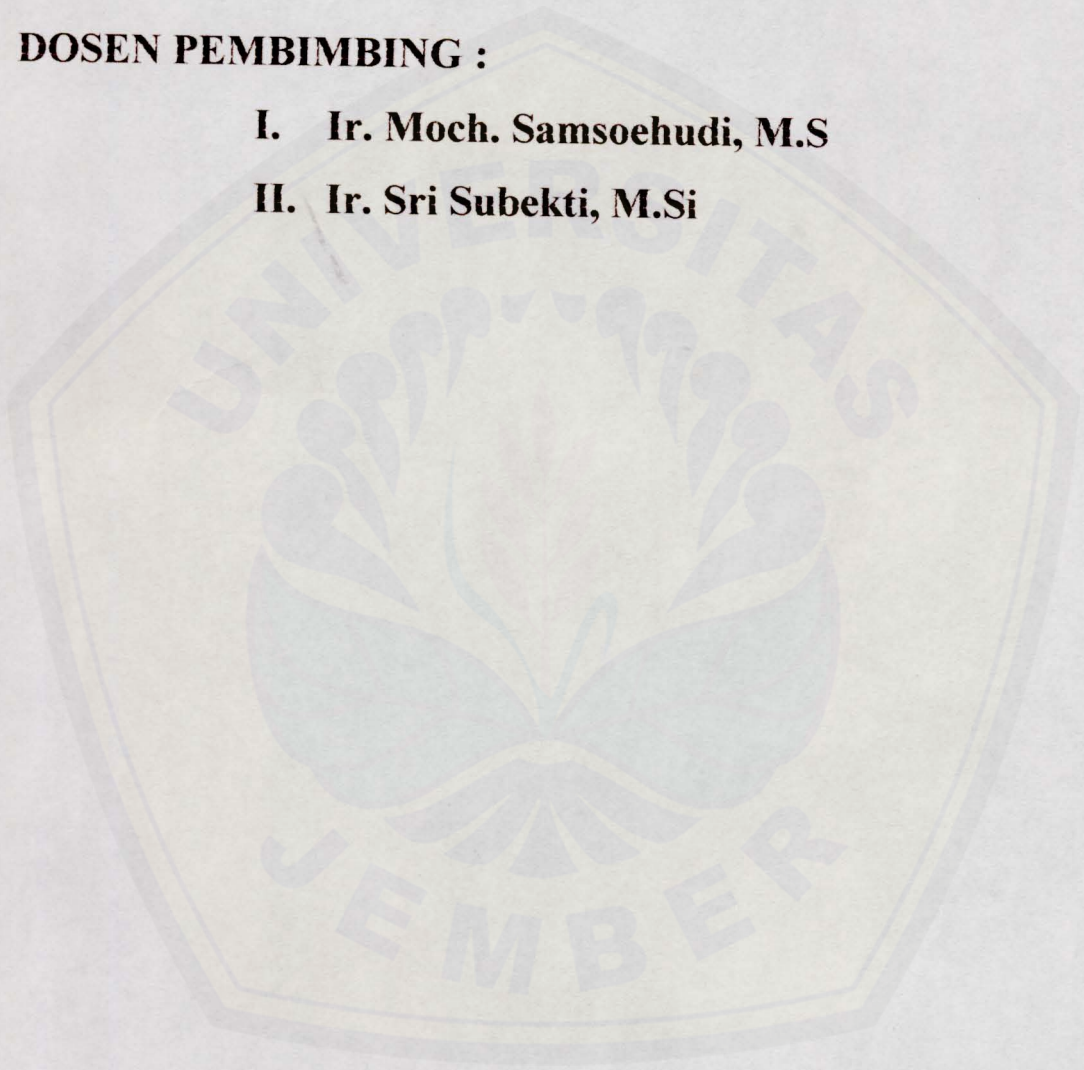 DOSEN PEMBIMBING :
I. Ir. Moch. Samsoehudi, M.S
II. Ir. Sri Subekti, M.Si
UNIVERSITAS
JEMBER